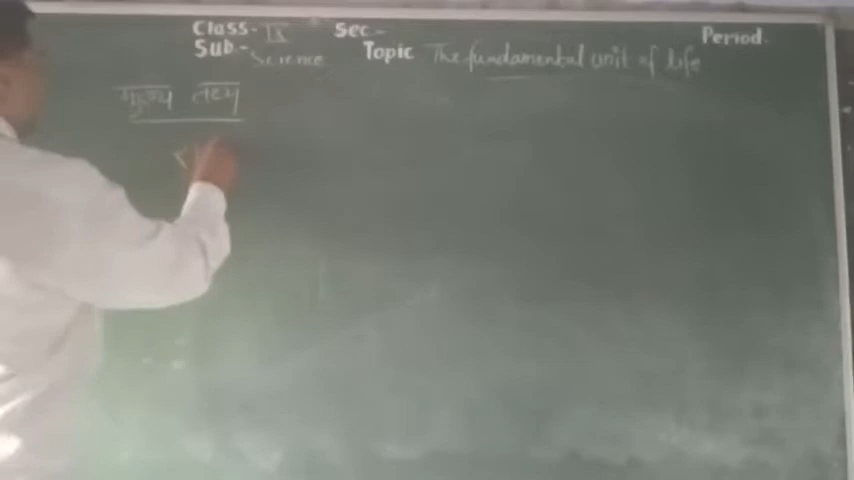 Class- IX Sec-
Sub- Science Topic The fundamental unit of life Period-
मुख्य तथ्य